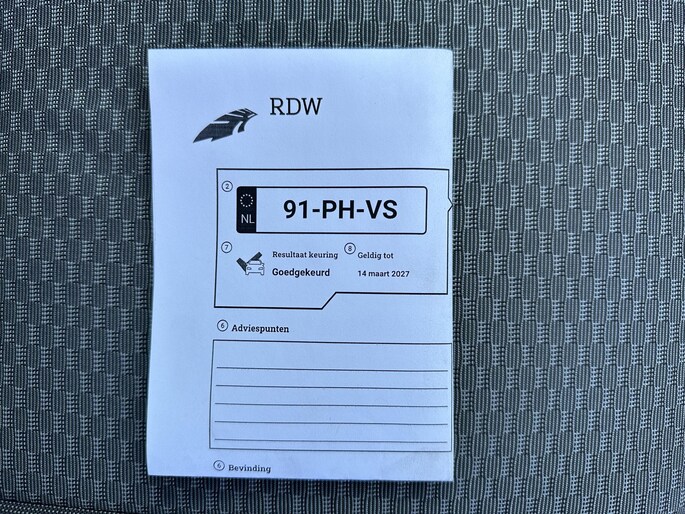 RDW
2
NL 91-PH-VS
7 Resultaat keuring 8 Geldig tot
Goedgekeurd 14 maart 2027
6 Adviespunten
6 Bevinding